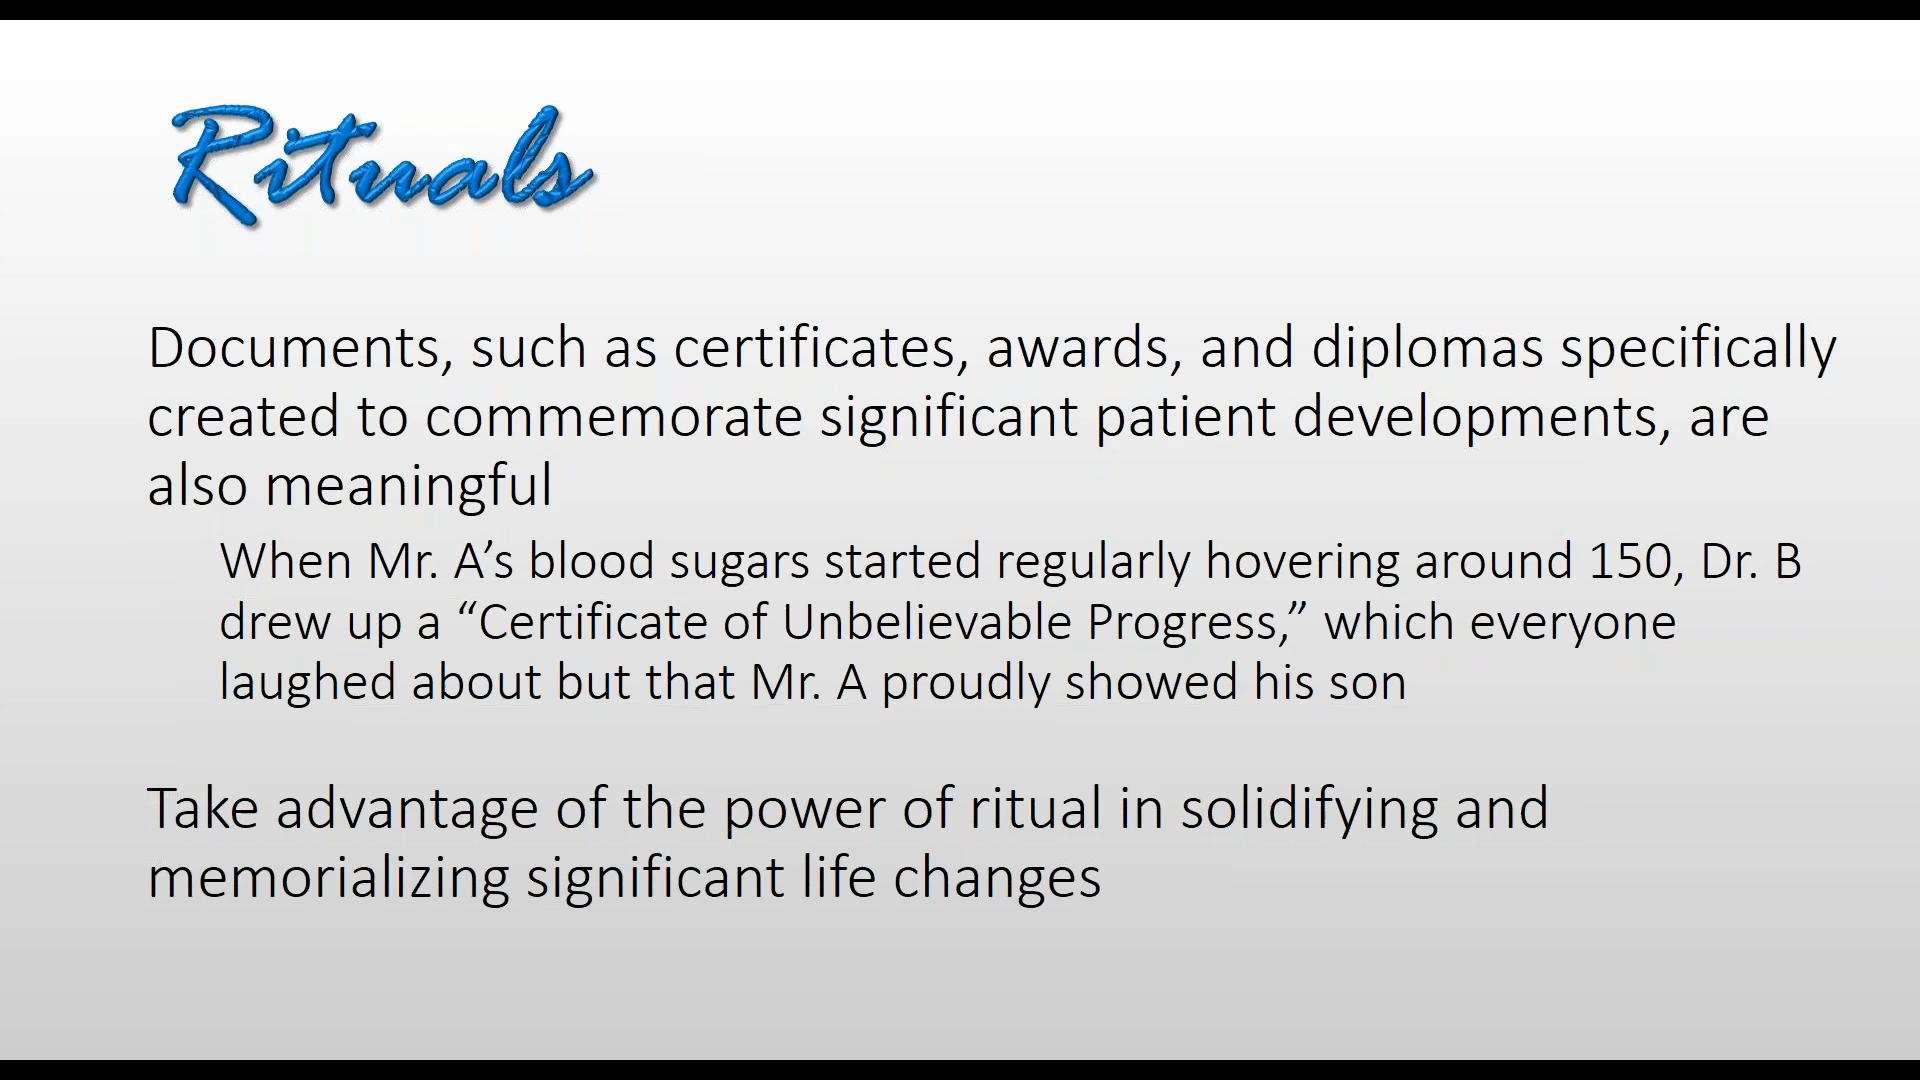 Rituals
Documents, such as certificates, awards, and diplomas specifically
created to commemorate significant patient developments, are
also meaningful
When Mr. A’s blood sugars started regularly hovering around 150, Dr. B
drew up a “Certificate of Unbelievable Progress,” which everyone
laughed about but that Mr. A proudly showed his son
Take advantage of the power of ritual in solidifying and
memorializing significant life changes